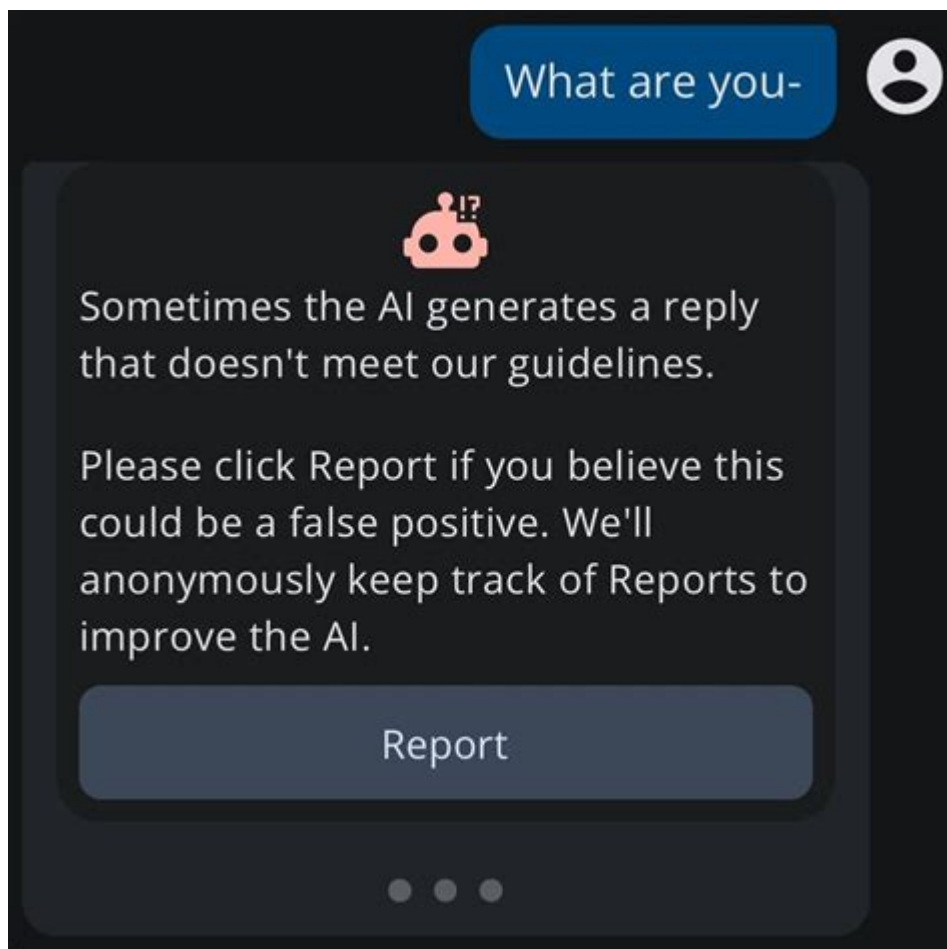 What are you-
!?
Sometimes the AI generates a reply
that doesn't meet our guidelines.
Please click Report if you believe this
could be a false positive. We'll
anonymously keep track of Reports to
improve the AI.
Report